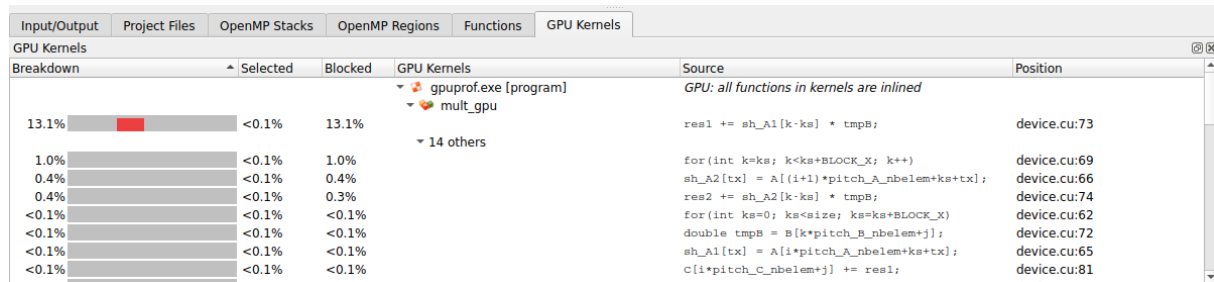 Input/Output Project Files OpenMP Stacks OpenMP Regions Functions GPU Kernels
GPU Kernels
Breakdown Selected Blocked GPU Kernels Source Position
gpuprof.exe [program] GPU: all functions in kernels are inlined
mult_gpu
13.1% <0.1% 13.1% res1 += sh_A1[k-ks] * tmpB; device.cu:73
14 others
1.0% <0.1% 1.0% for(int k=ks; k<ks+BLOCK_X; k++) device.cu:69
0.4% <0.1% 0.4% sh_A2[tx] = A[(i+1)*pitch_A_nbelem+ks+tx]; device.cu:66
0.4% <0.1% 0.3% res2 += sh_A2[k-ks] * tmpB; device.cu:74
<0.1% <0.1% <0.1% for(int ks=0; ks<size; ks=ks+BLOCK_X) device.cu:62
<0.1% <0.1% <0.1% double tmpB = B[k*pitch_B_nbelem+j]; device.cu:72
<0.1% <0.1% <0.1% sh_A1[tx] = A[i*pitch_A_nbelem+ks+tx]; device.cu:65
<0.1% <0.1% <0.1% C[i*pitch_C_nbelem+j] += res1; device.cu:81